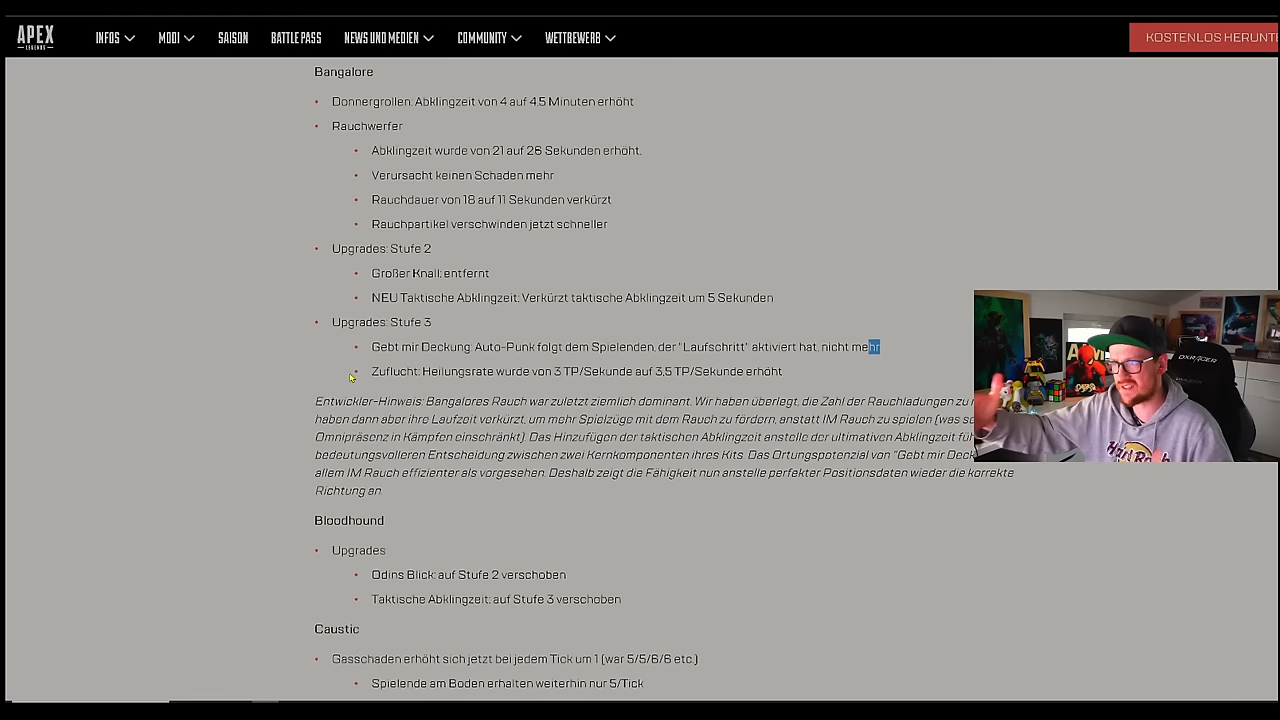 APEX
LEGENDS
INFOS
MODI
SAISON
BATTLE PASS
NEWS UND MEDIEN
COMMUNITY
WETTBEWERB
KOSTENLOS HERUNT
Bangalore
Donnergrollen: Abklingzeit von 4 auf 4,5 Minuten erhöht
Rauchwerfer
Abklingzeit wurde von 21 auf 26 Sekunden erhöht.
Verursacht keinen Schaden mehr
Rauchdauer von 18 auf 11 Sekunden verkürzt
Rauchpartikel verschwinden jetzt schneller
Upgrades: Stufe 2
Großer Knall: entfernt
NEU Taktische Abklingzeit: Verkürzt taktische Abklingzeit um 5 Sekunden
Upgrades: Stufe 3
Gebt mir Deckung: Auto-Punk folgt dem Spielenden, der "Laufschritt" aktiviert hat, nicht mehr
Zuflucht: Heilungsrate wurde von 3 TP/Sekunde auf 3,5 TP/Sekunde erhöht
Entwickler-Hinweis: Bangalores Rauch war zuletzt ziemlich dominant. Wir haben überlegt, die Zahl der Rauchladungen zu
haben dann aber ihre Laufzeit verkürzt, um mehr Spielzüge mit dem Rauch zu fördern, anstatt IM Rauch zu spielen (was
Omnipräsenz in Kämpfen einschränkt). Das Hinzufügen der taktischen Abklingzeit anstelle der ultimativen Abklingzeit
bedeutungsvolleren Entscheidung zwischen zwei Kernkomponenten ihres Kits. Das Ortungspotenzial von "Gebt mir Deck
allem IM Rauch effizienter als vorgesehen. Deshalb zeigt die Fähigkeit nun anstelle perfekter Positionsdaten wieder die korrekte
Richtung an.
Bloodhound
Upgrades
Odins Blick: auf Stufe 2 verschoben
Taktische Abklingzeit: auf Stufe 3 verschoben
Caustic
Gasschaden erhöht sich jetzt bei jedem Tick um 1 (war 5/5/6/6 etc.)
Spielende am Boden erhalten weiterhin nur 5/Tick
DXRACER
Hard Rock